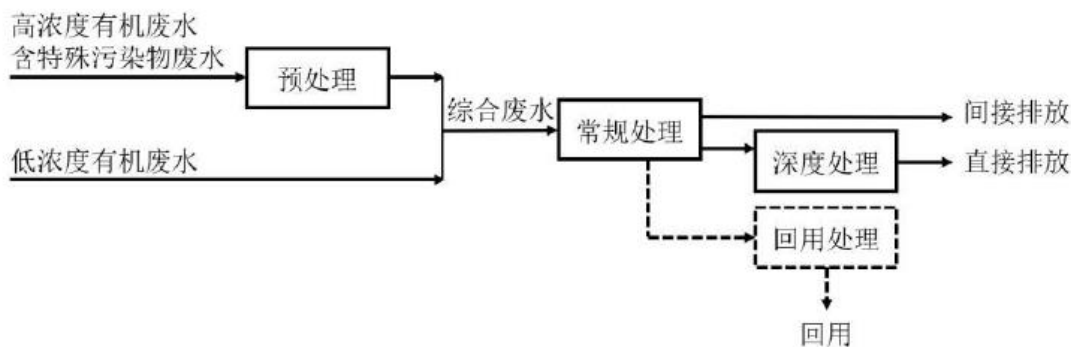 高浓度有机废水
含特殊污染物废水
预处理
综合废水
常规处理
间接排放
低浓度有机废水
深度处理
直接排放
回用处理
回用